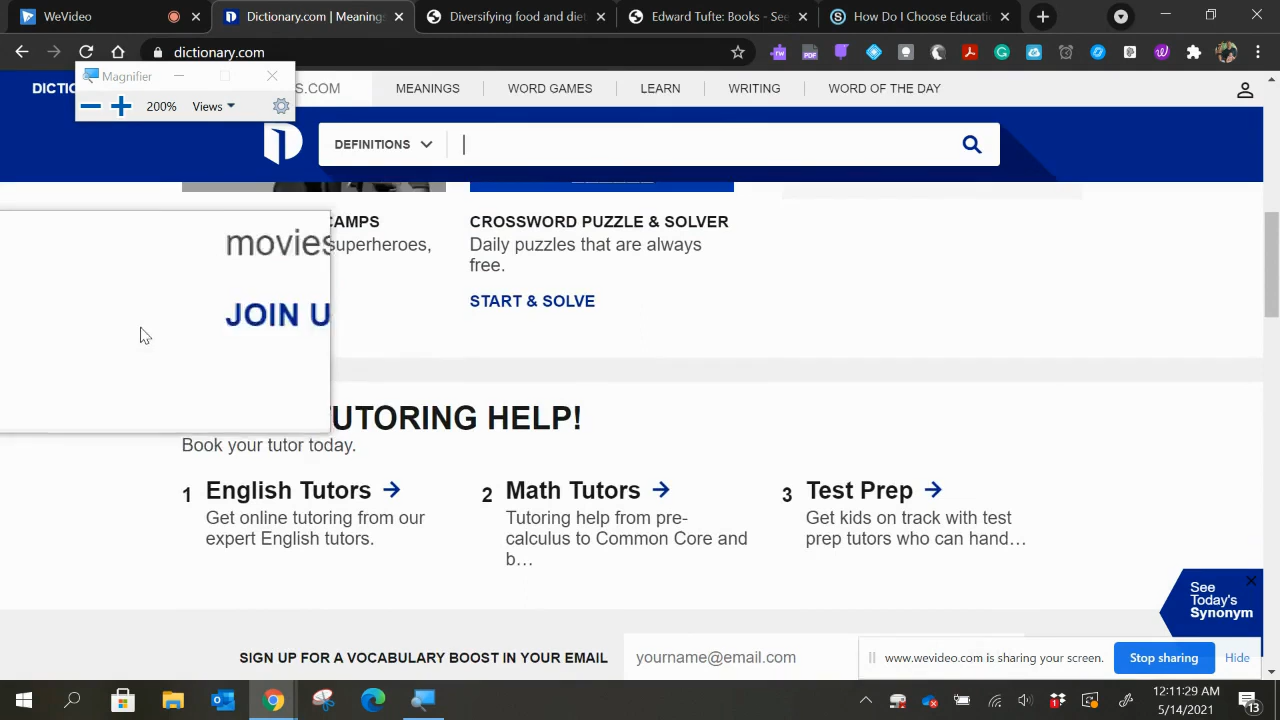 WeVideo
Dictionary.com | Meanings
Diversifying food and diet
Edward Tufte: Books - See
How Do I Choose Educatio
dictionary.com
Magnifier
200%
Views
DICTI
S.COM
MEANINGS
WORD GAMES
LEARN
WRITING
WORD OF THE DAY
DEFINITIONS
CAMPS
superheroes,
CROSSWORD PUZZLE & SOLVER
Daily puzzles that are always
free.
START & SOLVE
movies
JOIN U
TUTORING HELP!
Book your tutor today.
1 English Tutors →
Get online tutoring from our
expert English tutors.
2 Math Tutors →
Tutoring help from pre-
calculus to Common Core and
b…
3 Test Prep →
Get kids on track with test
prep tutors who can hand…
See
Today's
Synonym
SIGN UP FOR A VOCABULARY BOOST IN YOUR EMAIL
yourname@email.com
www.wevideo.com is sharing your screen.
Stop sharing
Hide
12:11:29 AM
5/14/2021
13